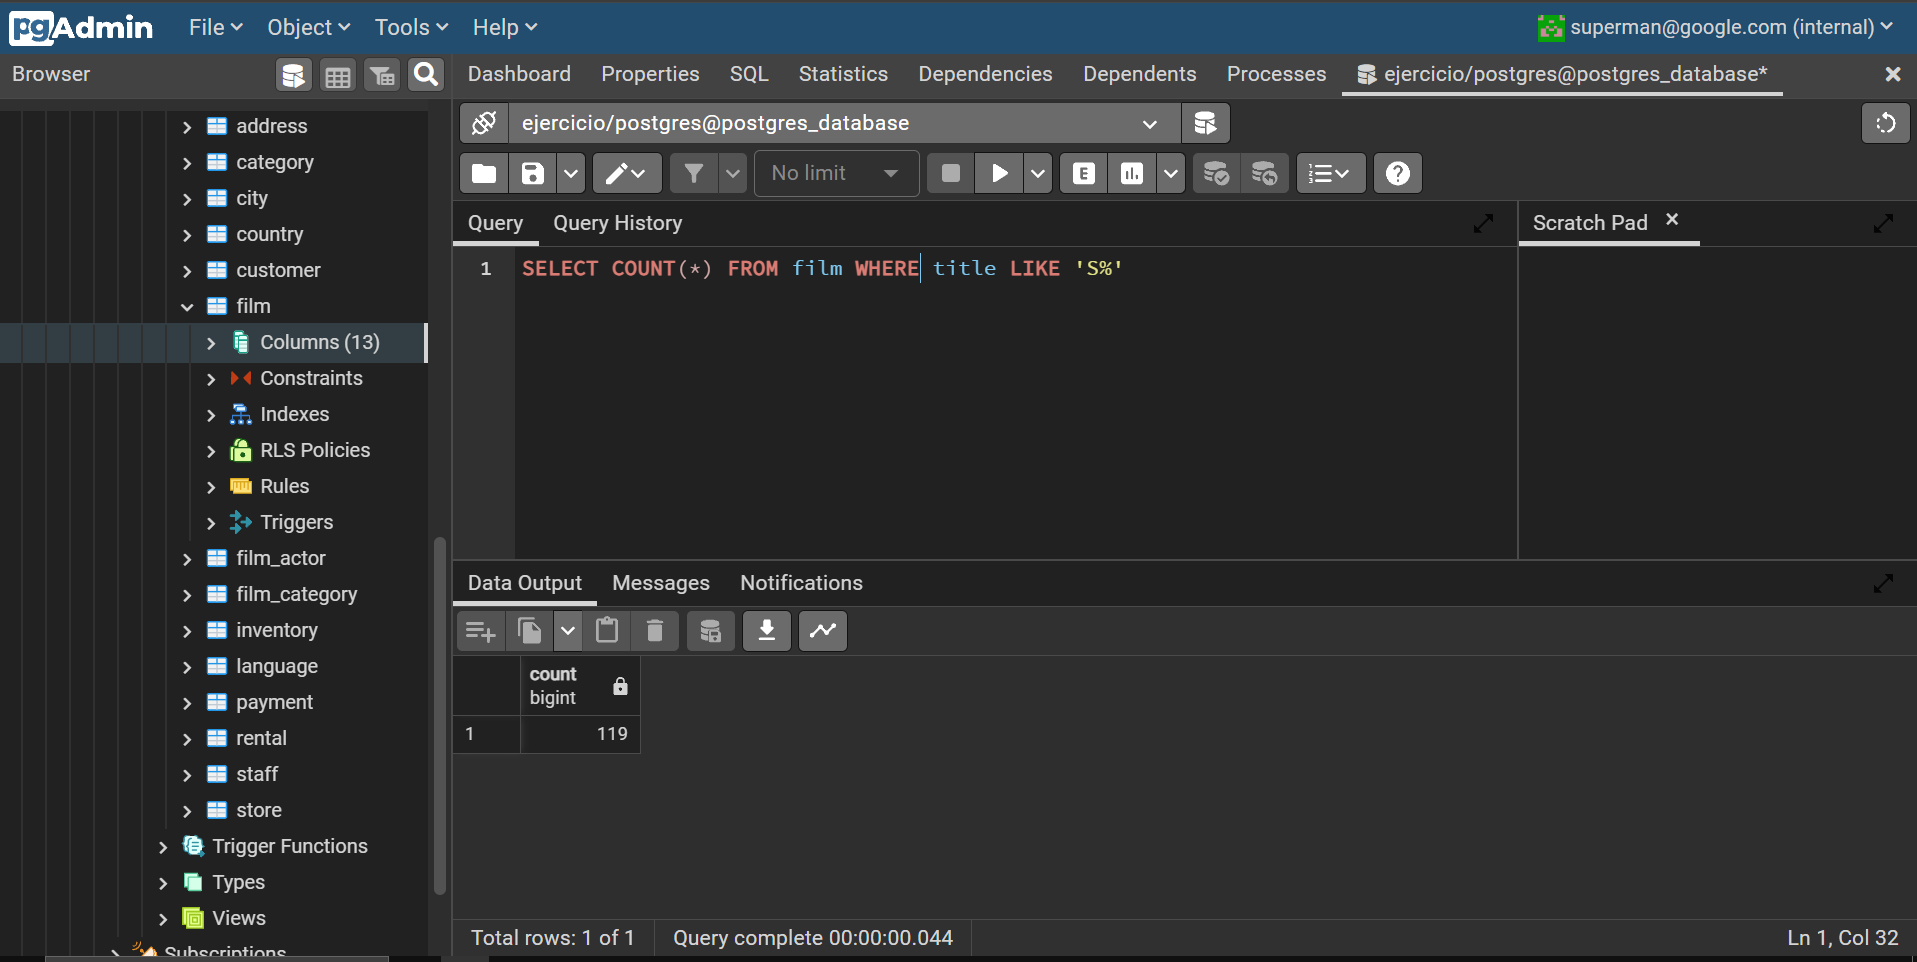 pgAdmin File Object Tools Help superman@google.com (internal)
Browser
Dashboard Properties SQL Statistics Dependencies Dependents Processes ejercicio/postgres@postgres_database*
address
category
city
country
customer
film
Columns (13)
Constraints
Indexes
RLS Policies
Rules
Triggers
film_actor
film_category
inventory
language
payment
rental
staff
store
Trigger Functions
Types
Views
Subscriptions
ejercicio/postgres@postgres_database
No limit
E
Query Query History
Scratch Pad
1 SELECT COUNT(*) FROM film WHERE title LIKE 'S%'
Data Output Messages Notifications
count
bigint
1 119
Total rows: 1 of 1 Query complete 00:00:00.044 Ln 1, Col 32